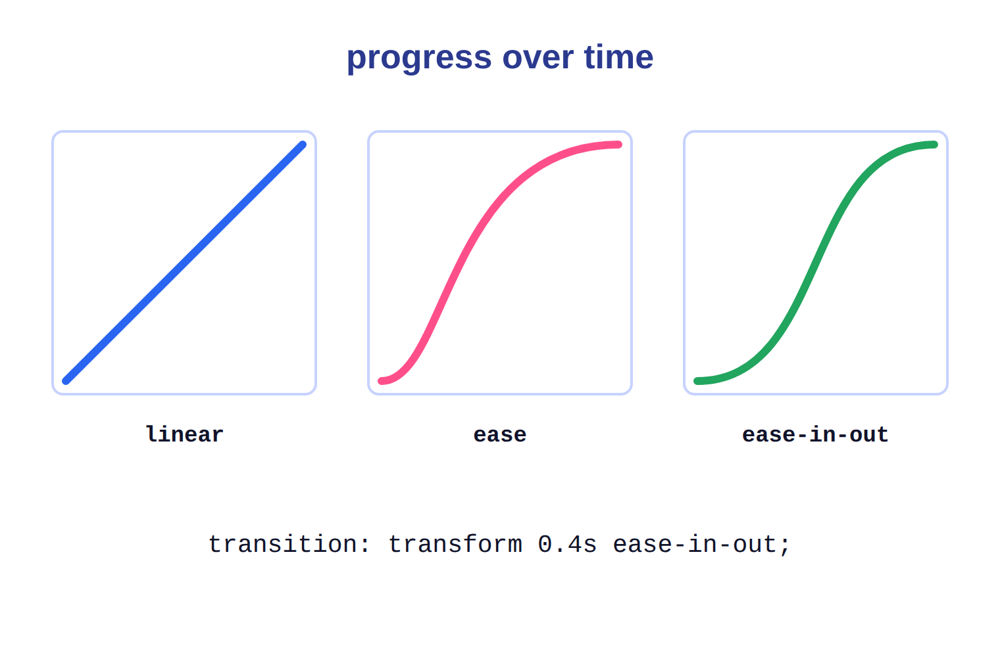 progress over time
linear
ease
ease-in-out
transition: transform 0.4s ease-in-out;